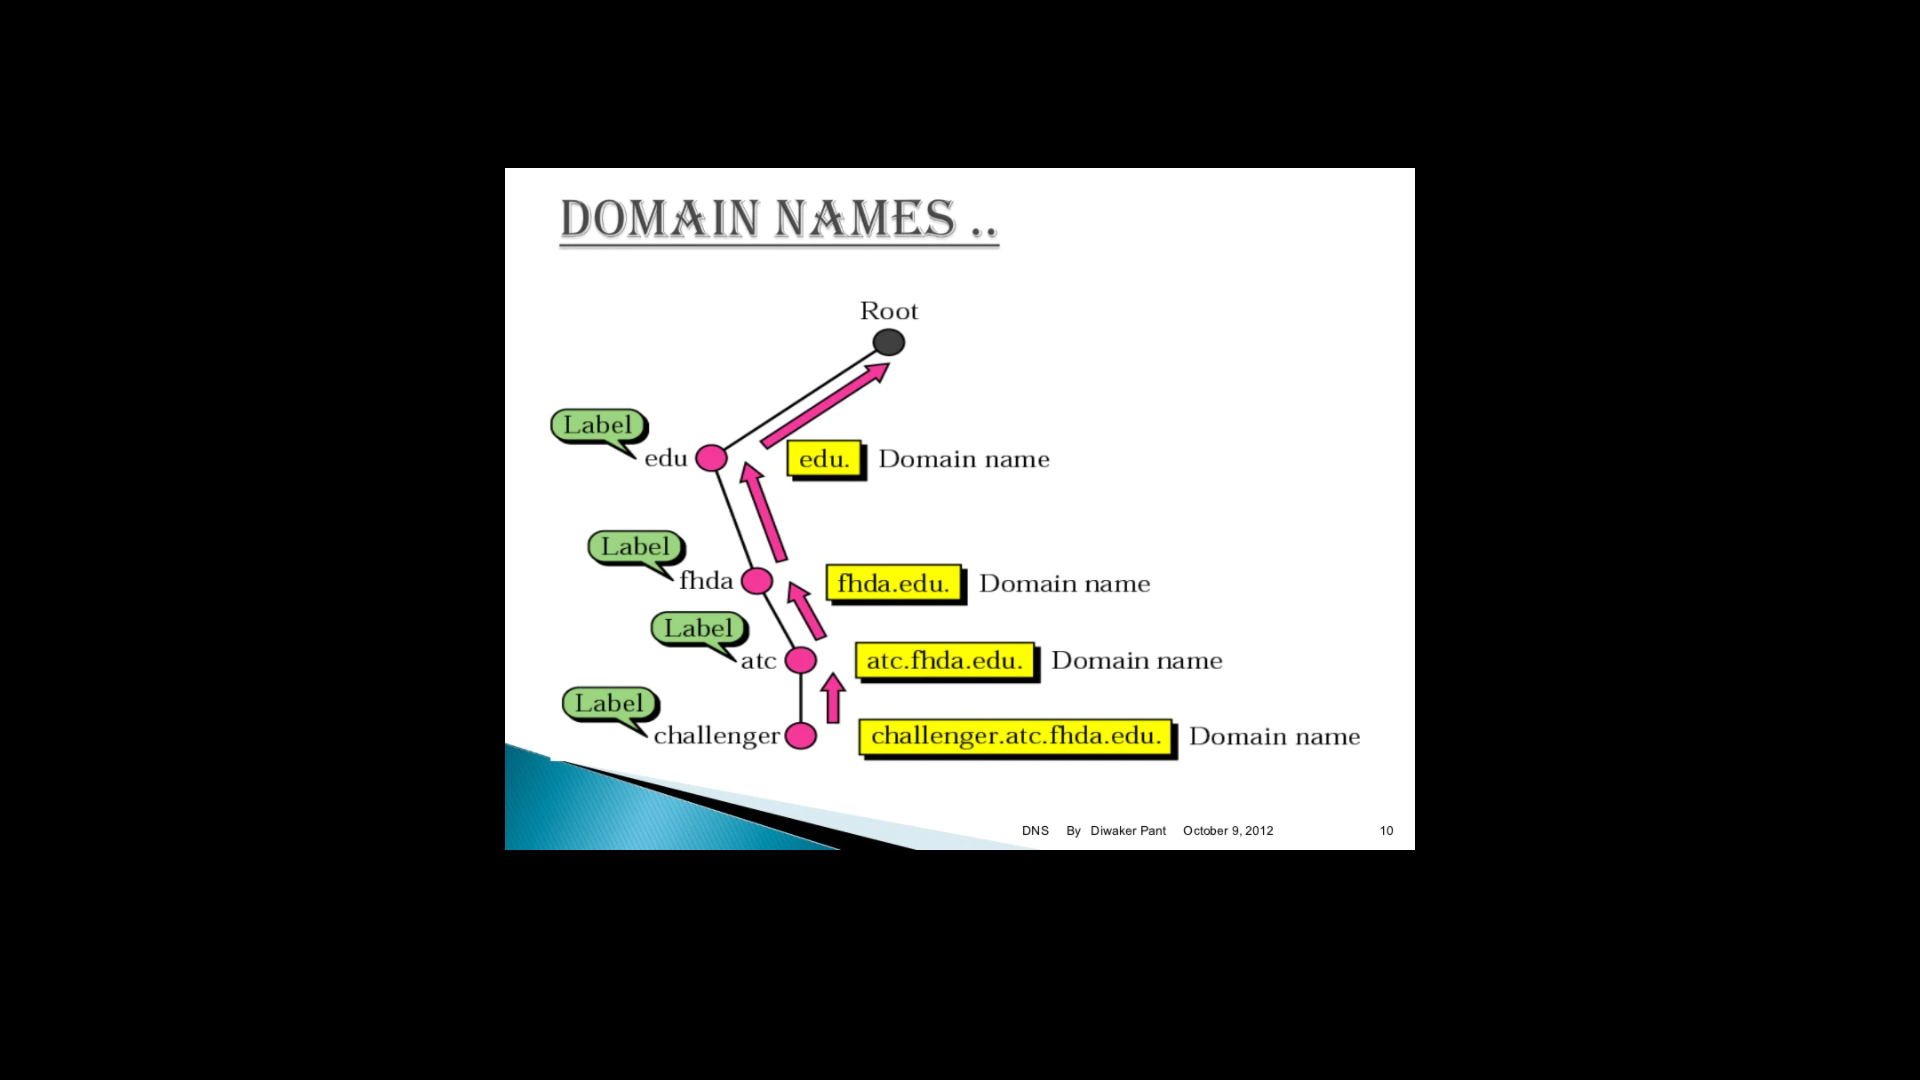 DOMAIN NAMES ..
Root
Label
edu
edu. Domain name
Label
fhda
fhda.edu. Domain name
Label
atc
atc.fhda.edu. Domain name
Label
challenger
challenger.atc.fhda.edu. Domain name
DNS By Diwaker Pant October 9, 2012 10